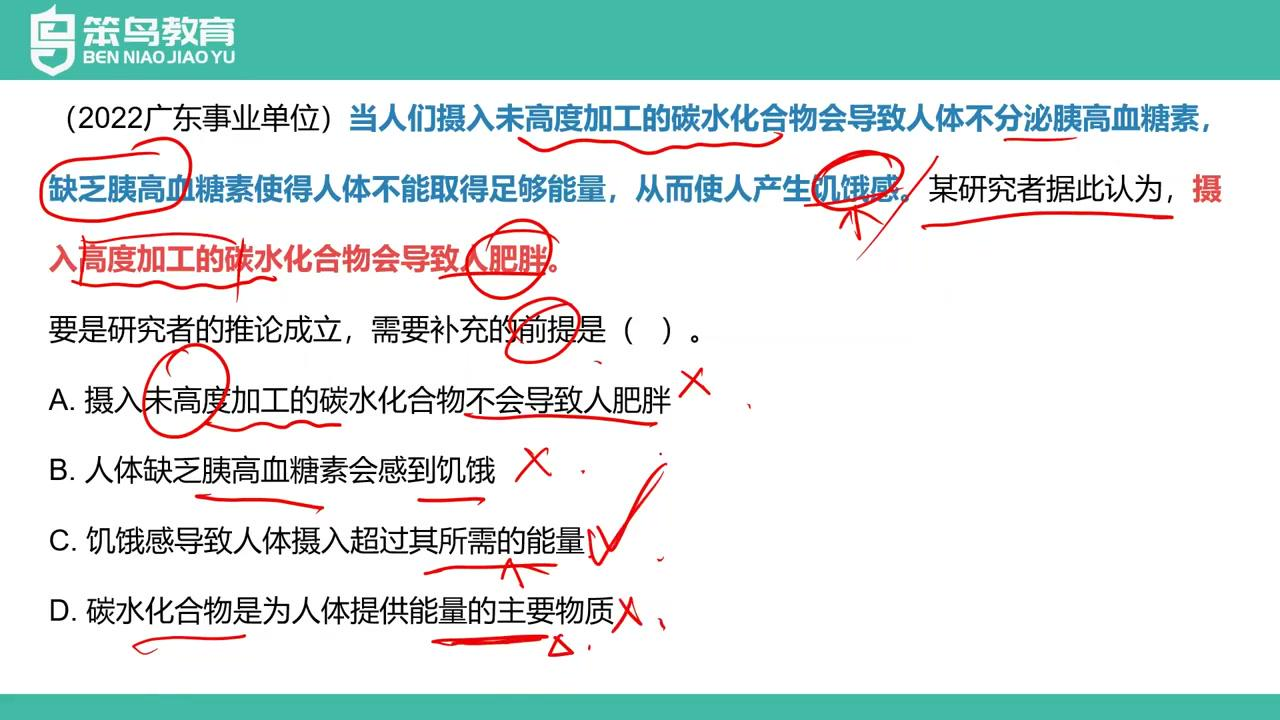 笨鸟教育
BEN NIAO JIAO YU
（2022广东事业单位）当人们摄入未高度加工的碳水化合物会导致人体不分泌胰高血糖素，
缺乏胰高血糖素使得人体不能取得足够能量，从而使人产生饥饿感。某研究者据此认为，摄
入高度加工的碳水化合物会导致人肥胖。
要是研究者的推论成立，需要补充的前提是（ ）。
A. 摄入未高度加工的碳水化合物不会导致人肥胖
B. 人体缺乏胰高血糖素会感到饥饿
C. 饥饿感导致人体摄入超过其所需的能量
D. 碳水化合物是为人体提供能量的主要物质